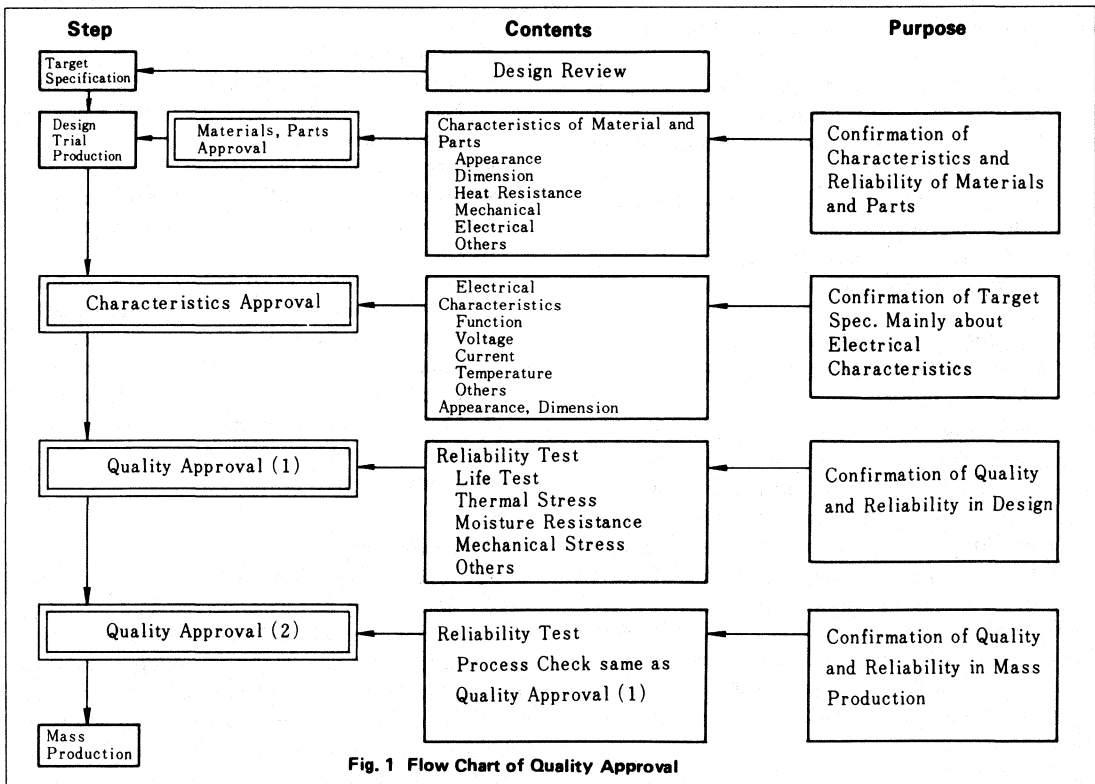 Step
Contents
Purpose
Target
Specification
Design Review
Design
Trial
Production
Materials, Parts
Approval
Characteristics of Material and
Parts
Appearance
Dimension
Heat Resistance
Mechanical
Electrical
Others
Confirmation of
Characteristics and
Reliability of Materials
and Parts
Characteristics Approval
Electrical
Characteristics
Function
Voltage
Current
Temperature
Others
Appearance, Dimension
Confirmation of Target
Spec. Mainly about
Electrical
Characteristics
Quality Approval (1)
Reliability Test
Life Test
Thermal Stress
Moisture Resistance
Mechanical Stress
Others
Confirmation of Quality
and Reliability in Design
Quality Approval (2)
Reliability Test
Process Check same as
Quality Approval (1)
Confirmation of Quality
and Reliability in Mass
Production
Mass
Production
Fig. 1 Flow Chart of Quality Approval